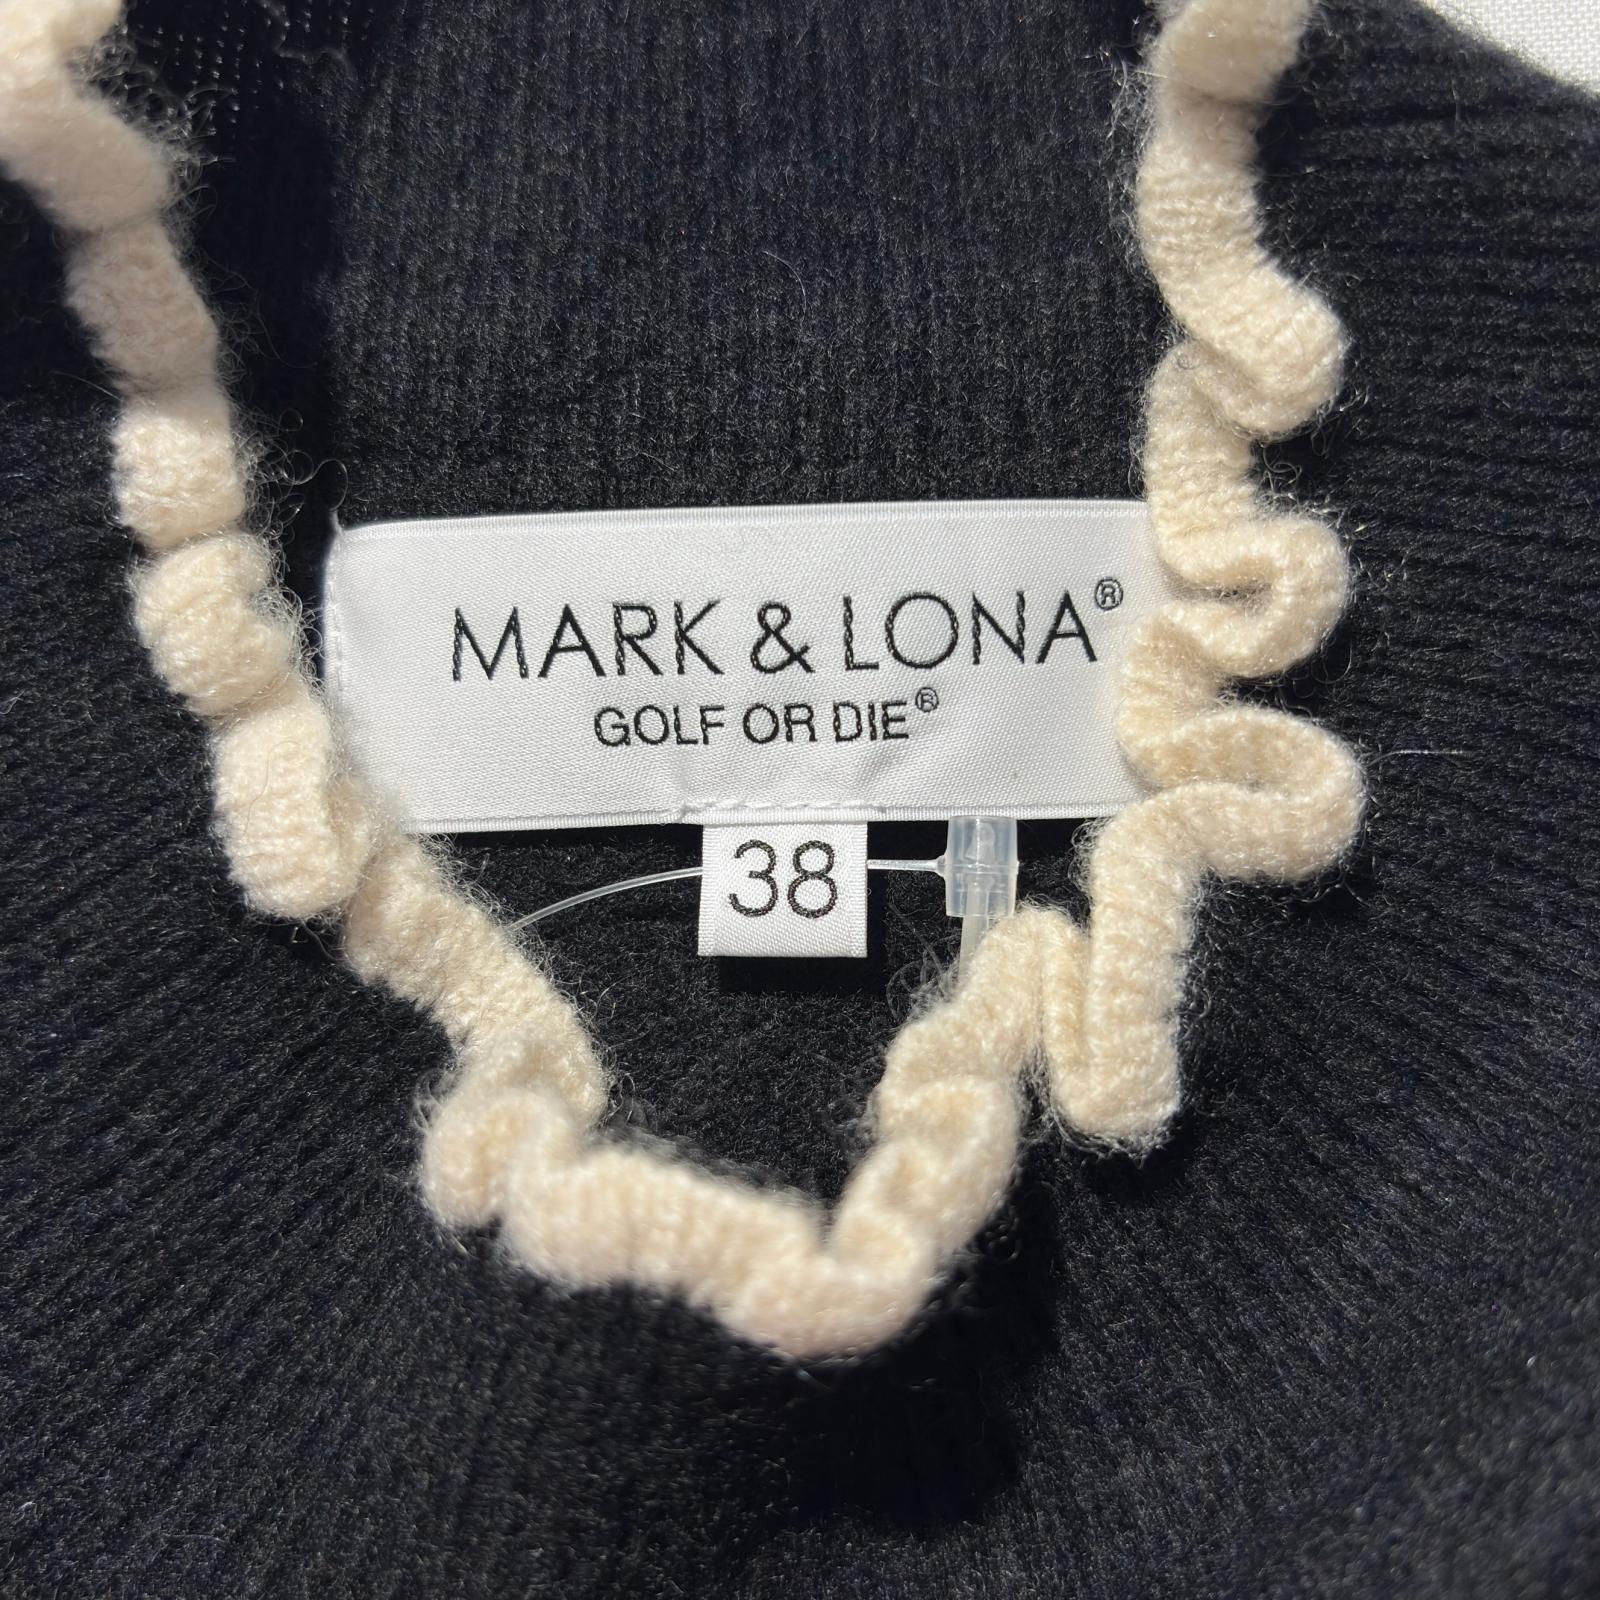 MARK & LONA®
GOLF OR DIE®
38